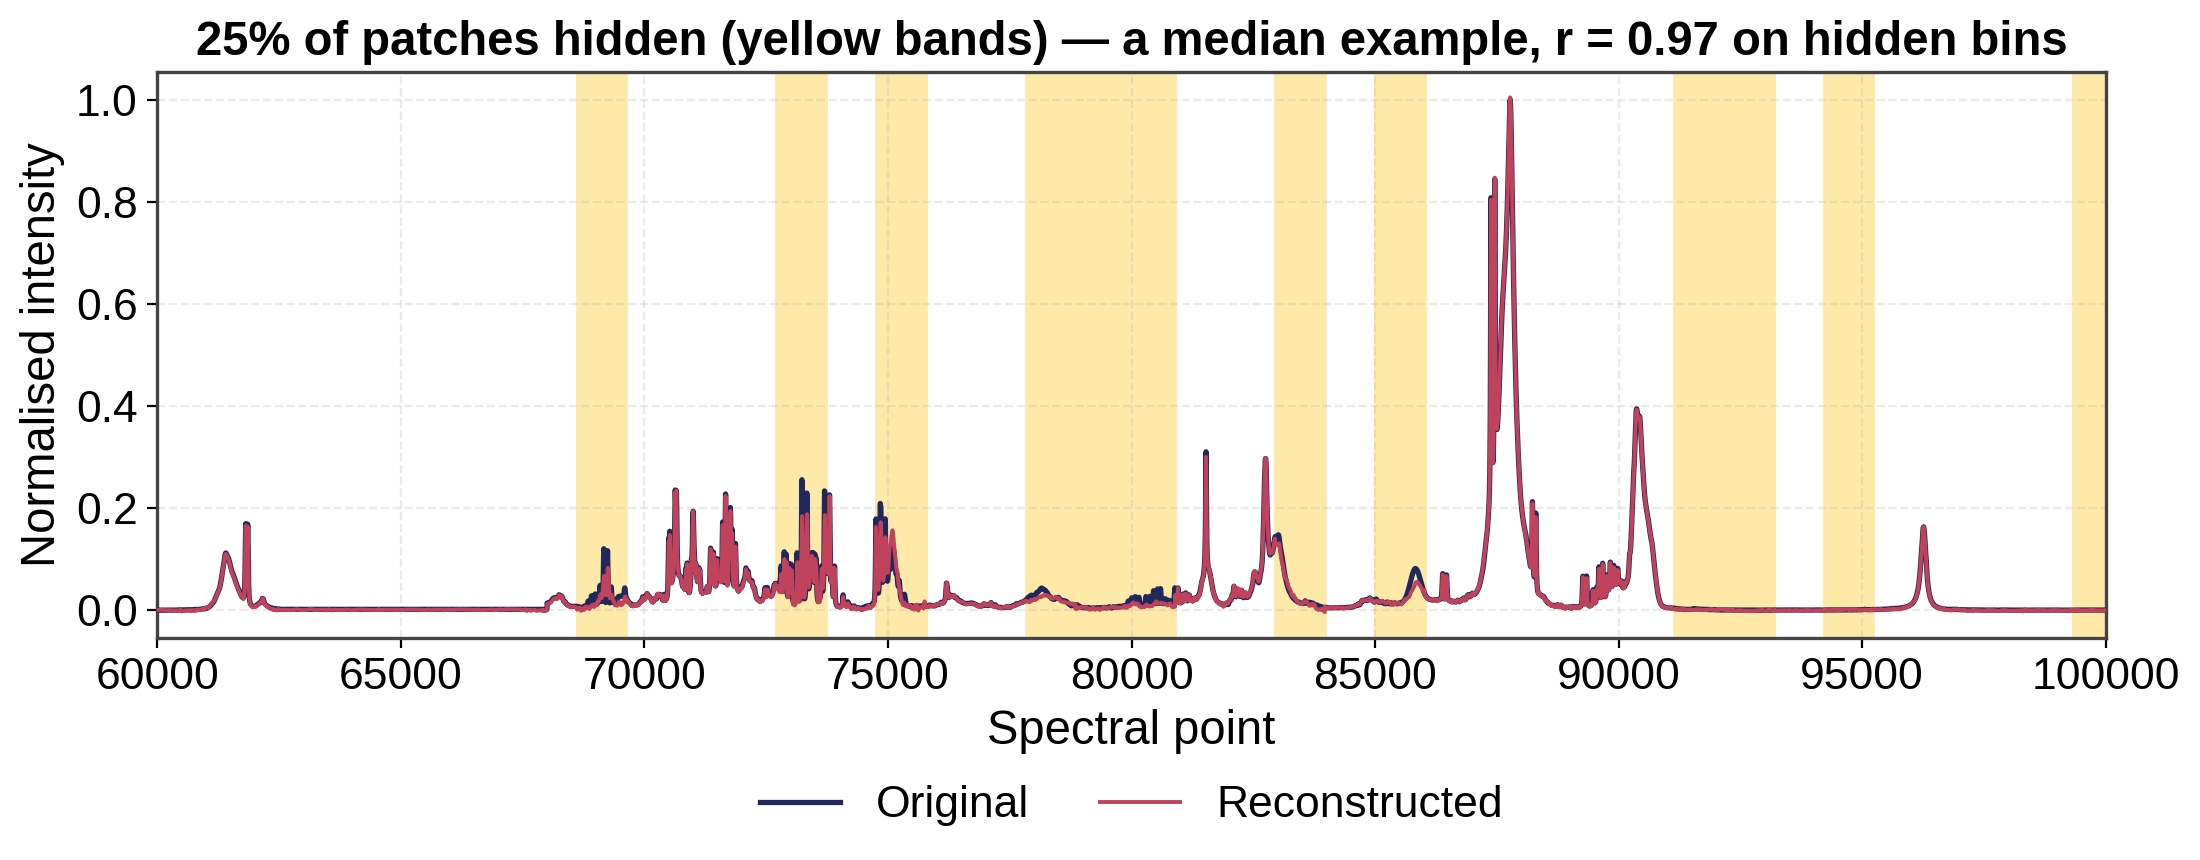 25% of patches hidden (yellow bands) — a median example, r = 0.97 on hidden bins
Normalised intensity
1.0
0.8
0.6
0.4
0.2
0.0
60000 65000 70000 75000 80000 85000 90000 95000 100000
Spectral point
Original Reconstructed